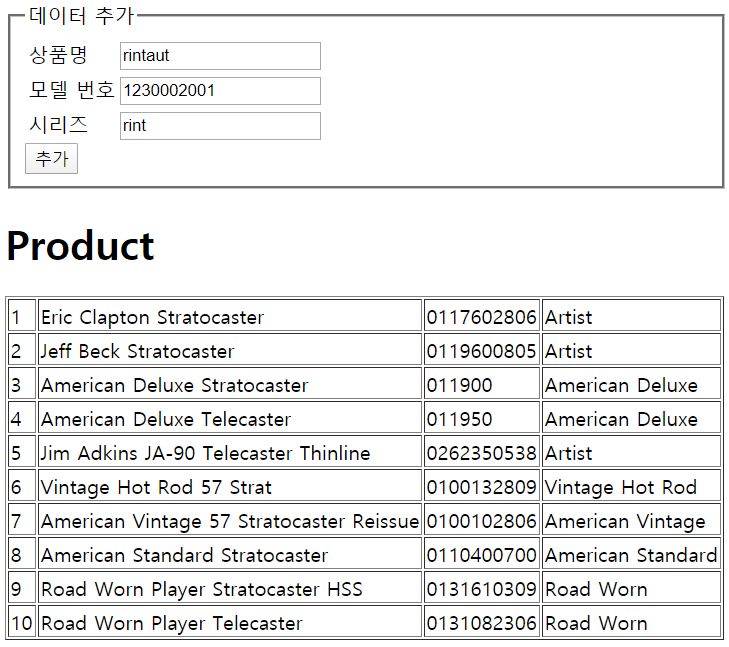 데이터 추가
상품명 rintaut
모델 번호 1230002001
시리즈 rint
추가
Product
1 Eric Clapton Stratocaster 0117602806 Artist
2 Jeff Beck Stratocaster 0119600805 Artist
3 American Deluxe Stratocaster 011900 American Deluxe
4 American Deluxe Telecaster 011950 American Deluxe
5 Jim Adkins JA-90 Telecaster Thinline 0262350538 Artist
6 Vintage Hot Rod 57 Strat 0100132809 Vintage Hot Rod
7 American Vintage 57 Stratocaster Reissue 0100102806 American Vintage
8 American Standard Stratocaster 0110400700 American Standard
9 Road Worn Player Stratocaster HSS 0131610309 Road Worn
10 Road Worn Player Telecaster 0131082306 Road Worn